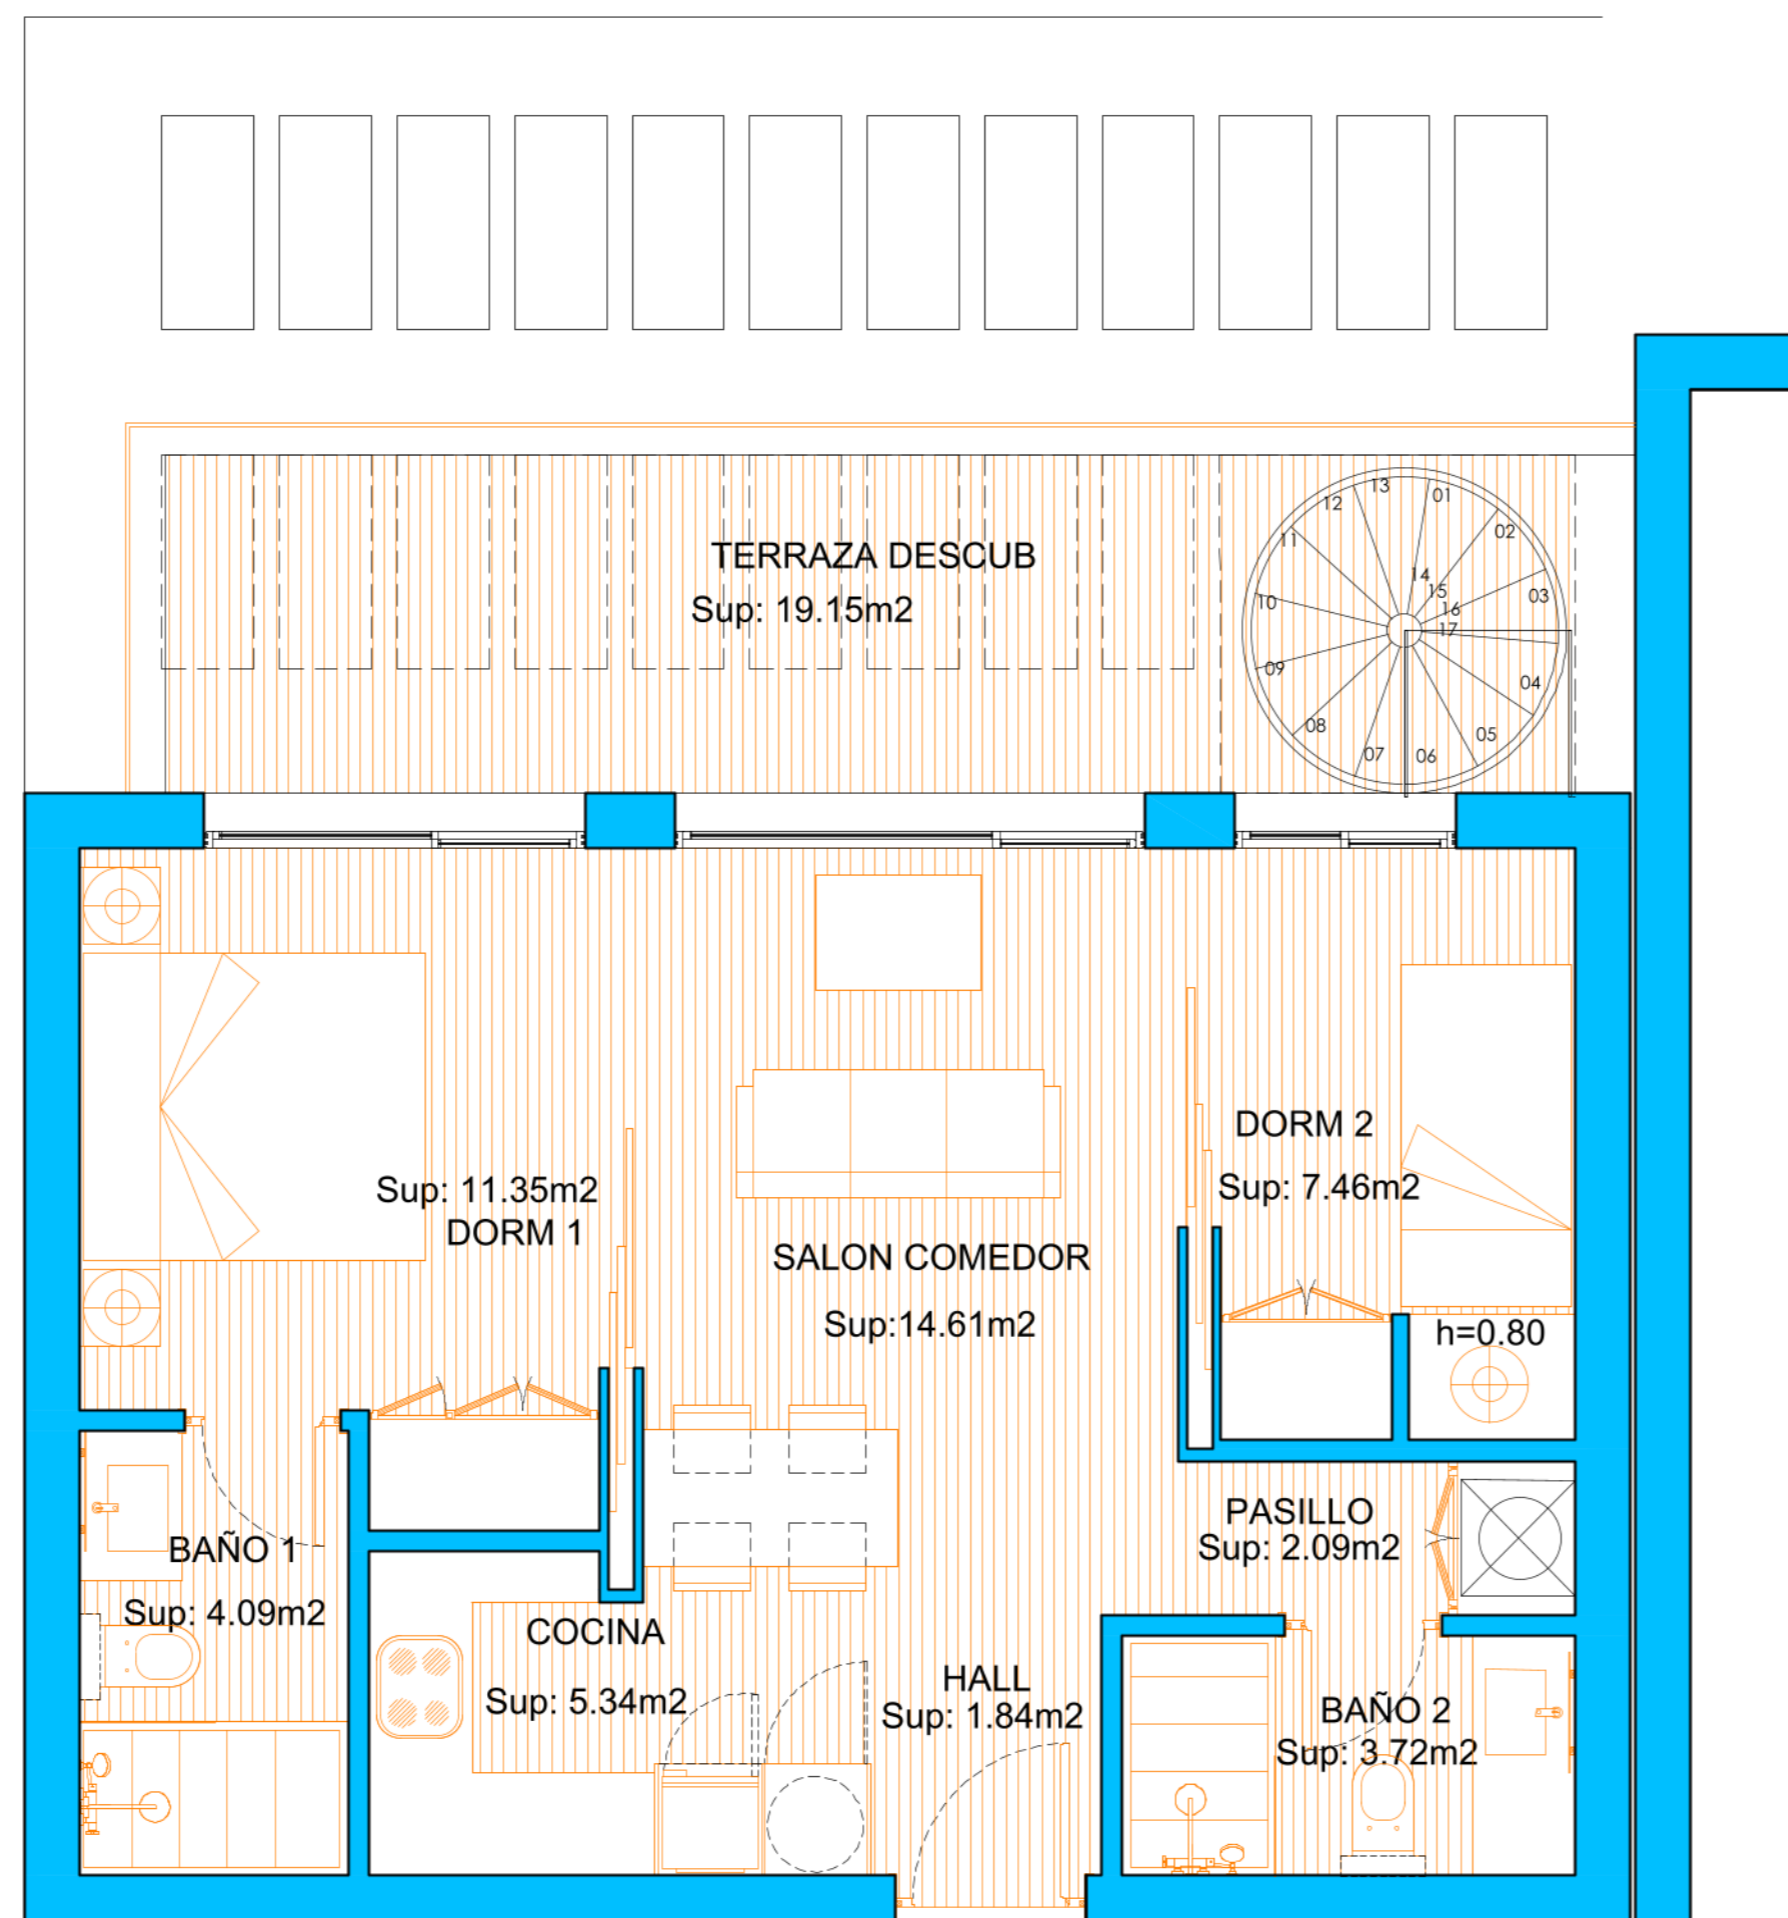 13
01
12
02
11
14
15
10
03
16
17
09
04
08
05
07
06
TERRAZA DESCUB
Sup: 19.15m2
DORM 2
Sup: 7.46m2
Sup: 11.35m2
DORM 1
SALON COMEDOR
Sup:14.61m2
h=0.80
PASILLO
Sup: 2.09m2
BAÑO 1
Sup: 4.09m2
COCINA
Sup: 5.34m2
HALL
Sup: 1.84m2
BAÑO 2
Sup: 3.72m2